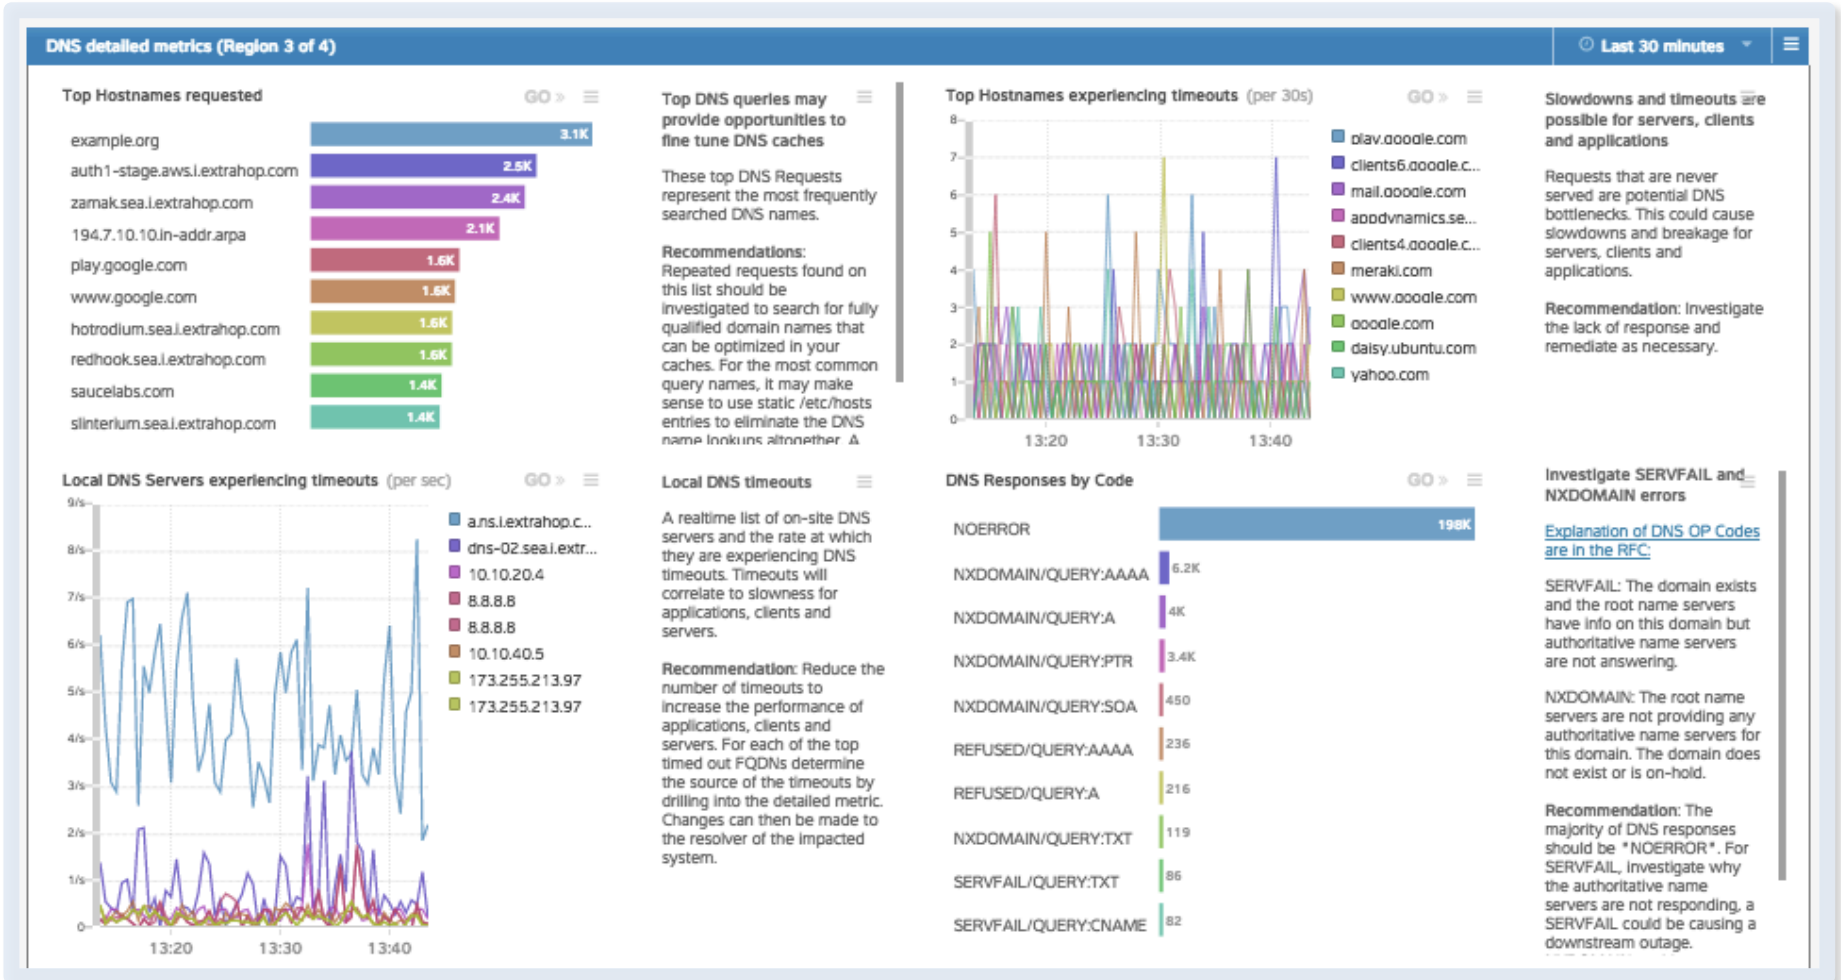 DNS detailed metrics (Region 3 of 4)
Last 30 minutes
Top Hostnames requested
GO »
example.org
3.1K
auth1-stage.aws.i.extrahop.com
2.5K
zamak.sea.i.extrahop.com
2.4K
194.7.10.10.in-addr.arpa
2.1K
play.google.com
1.6K
www.google.com
1.6K
hotrodium.sea.i.extrahop.com
1.6K
redhook.sea.i.extrahop.com
1.6K
saucelabs.com
1.4K
slinterium.sea.i.extrahop.com
1.4K
Top DNS queries may
provide opportunities to
fine tune DNS caches
These top DNS Requests
represent the most frequently
searched DNS names.
Recommendations:
Repeated requests found on
this list should be
investigated to search for fully
qualified domain names that
can be optimized in your
caches. For the most common
query names, it may make
sense to use static /etc/hosts
entries to eliminate the DNS
name lookups altogether. A
Top Hostnames experiencing timeouts (per 30s)
GO »
8
7
6
5
4
3
2
1
0
13:20
13:30
13:40
play.google.com
clients6.google.c...
mail.google.com
appdynamics.se...
clients4.google.c...
meraki.com
www.google.com
google.com
daisy.ubuntu.com
yahoo.com
Slowdowns and timeouts are
possible for servers, clients
and applications
Requests that are never
served are potential DNS
bottlenecks. This could cause
slowdowns and breakage for
servers, clients and
applications.
Recommendation: Investigate
the lack of response and
remediate as necessary.
Local DNS Servers experiencing timeouts (per sec)
GO »
9/s
8/s
7/s
6/s
5/s
4/s
3/s
2/s
1/s
0
13:20
13:30
13:40
a.ns.i.extrahop.c...
dns-02.sea.i.extr...
10.10.20.4
8.8.8.8
8.8.8.8
10.10.40.5
173.255.213.97
173.255.213.97
Local DNS timeouts
A realtime list of on-site DNS
servers and the rate at which
they are experiencing DNS
timeouts. Timeouts will
correlate to slowness for
applications, clients and
servers.
Recommendation: Reduce the
number of timeouts to
increase the performance of
applications, clients and
servers. For each of the top
timed out FQDNs determine
the source of the timeouts by
drilling into the detailed metric.
Changes can then be made to
the resolver of the impacted
system.
DNS Responses by Code
GO »
NOERROR
198K
NXDOMAIN/QUERY:AAAA
6.2K
NXDOMAIN/QUERY:A
4K
NXDOMAIN/QUERY:PTR
3.4K
NXDOMAIN/QUERY:SOA
450
REFUSED/QUERY:AAAA
236
REFUSED/QUERY:A
216
NXDOMAIN/QUERY:TXT
119
SERVFAIL/QUERY:TXT
86
SERVFAIL/QUERY:CNAME
82
Investigate SERVFAIL and
NXDOMAIN errors
Explanation of DNS OP Codes
are in the RFC:
SERVFAIL: The domain exists
and the root name servers
have info on this domain but
authoritative name servers
are not answering.
NXDOMAIN: The root name
servers are not providing any
authoritative name servers for
this domain. The domain does
not exist or is on-hold.
Recommendation: The
majority of DNS responses
should be "NOERROR". For
SERVFAIL, investigate why
the authoritative name
servers are not responding, a
SERVFAIL could be causing a
downstream outage.